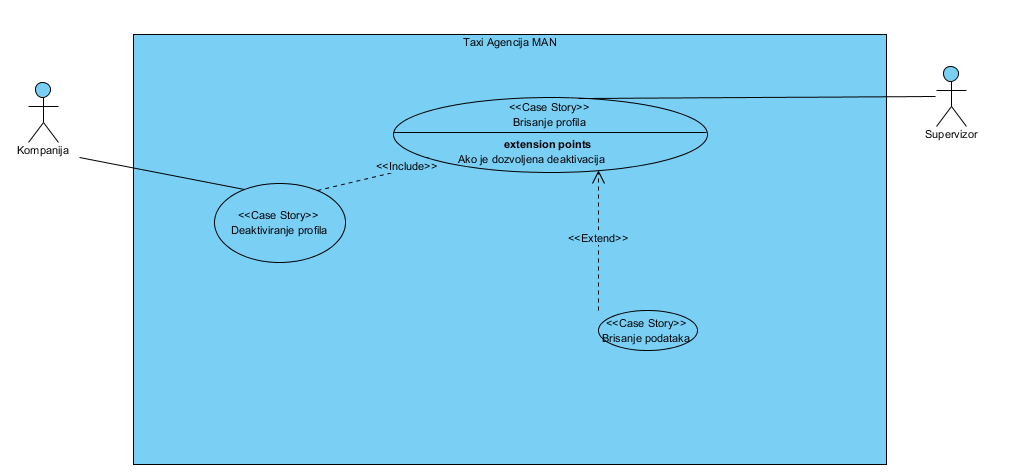 Taxi Agencija MAN
Kompanija
Supervizor
<<Case Story>>
Brisanje profila
extension points
Ako je dozvoljena deaktivacija
<<Include>>
<<Case Story>>
Deaktiviranje profila
<<Extend>>
<<Case Story>>
Brisanje podataka